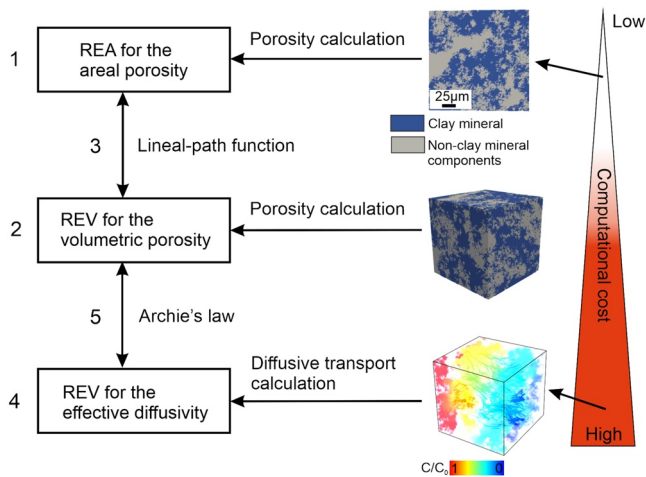 1
REA for the
areal porosity
Porosity calculation
25µm
Clay mineral
Non-clay mineral
components
Low
3
Lineal-path function
2
REV for the
volumetric porosity
Porosity calculation
Computational cost
5
Archie's law
4
REV for the
effective diffusivity
Diffusive transport
calculation
High
C/C₀ 1 0